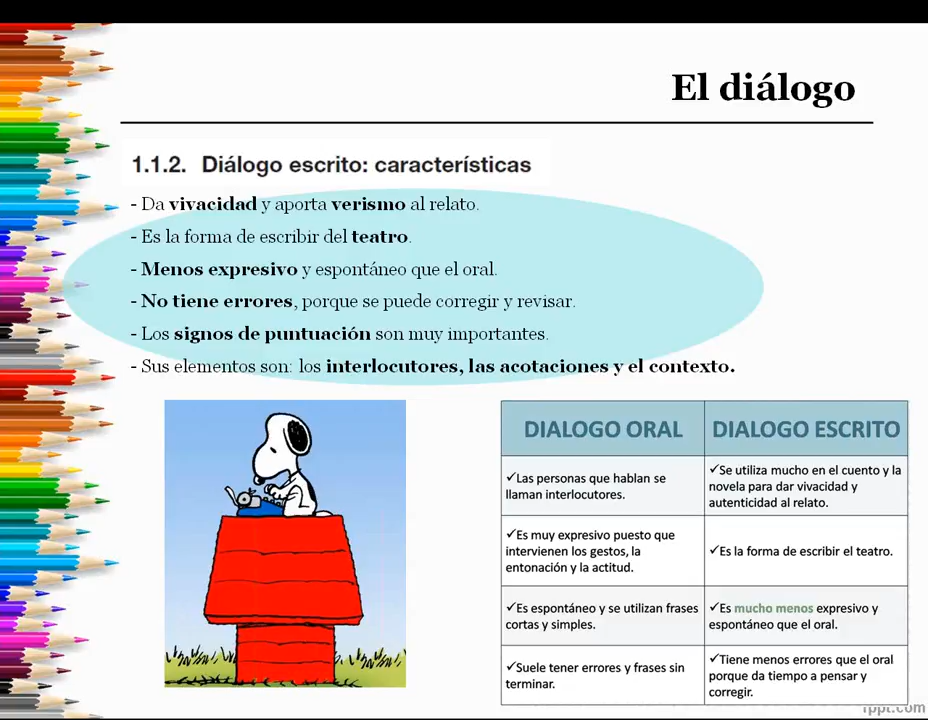 El diálogo
1.1.2. Diálogo escrito: características
- Da vivacidad y aporta verismo al relato.
- Es la forma de escribir del teatro.
- Menos expresivo y espontáneo que el oral.
- No tiene errores, porque se puede corregir y revisar.
- Los signos de puntuación son muy importantes.
- Sus elementos son: los interlocutores, las acotaciones y el contexto.
DIALOGO ORAL
DIALOGO ESCRITO
✓Las personas que hablan se
llaman interlocutores.
✓Se utiliza mucho en el cuento y la
novela para dar vivacidad y
autenticidad al relato.
✓Es muy expresivo puesto que
intervienen los gestos, la
entonación y la actitud.
✓Es la forma de escribir el teatro.
✓Es espontáneo y se utilizan frases
cortas y simples.
✓Es mucho menos expresivo y
espontáneo que el oral.
✓Suele tener errores y frases sin
terminar.
✓Tiene menos errores que el oral
porque da tiempo a pensar y
corregir.
fppt.com